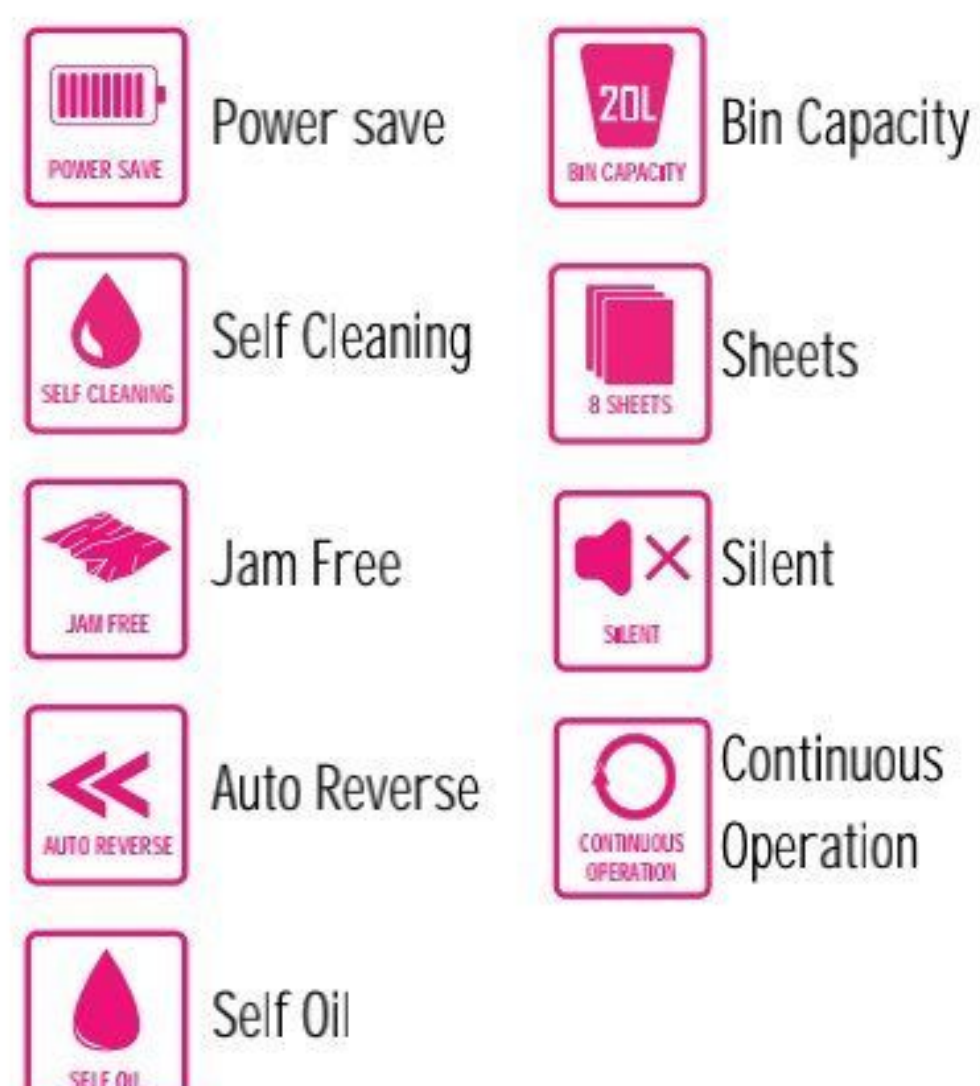 POWER SAVE
Power save
20L
BIN CAPACITY
Bin Capacity
SELF CLEANING
Self Cleaning
8 SHEETS
Sheets
JAM FREE
Jam Free
SILENT
Silent
AUTO REVERSE
Auto Reverse
CONTINUOUS
OPERATION
Continuous
Operation
SELF OIL
Self Oil